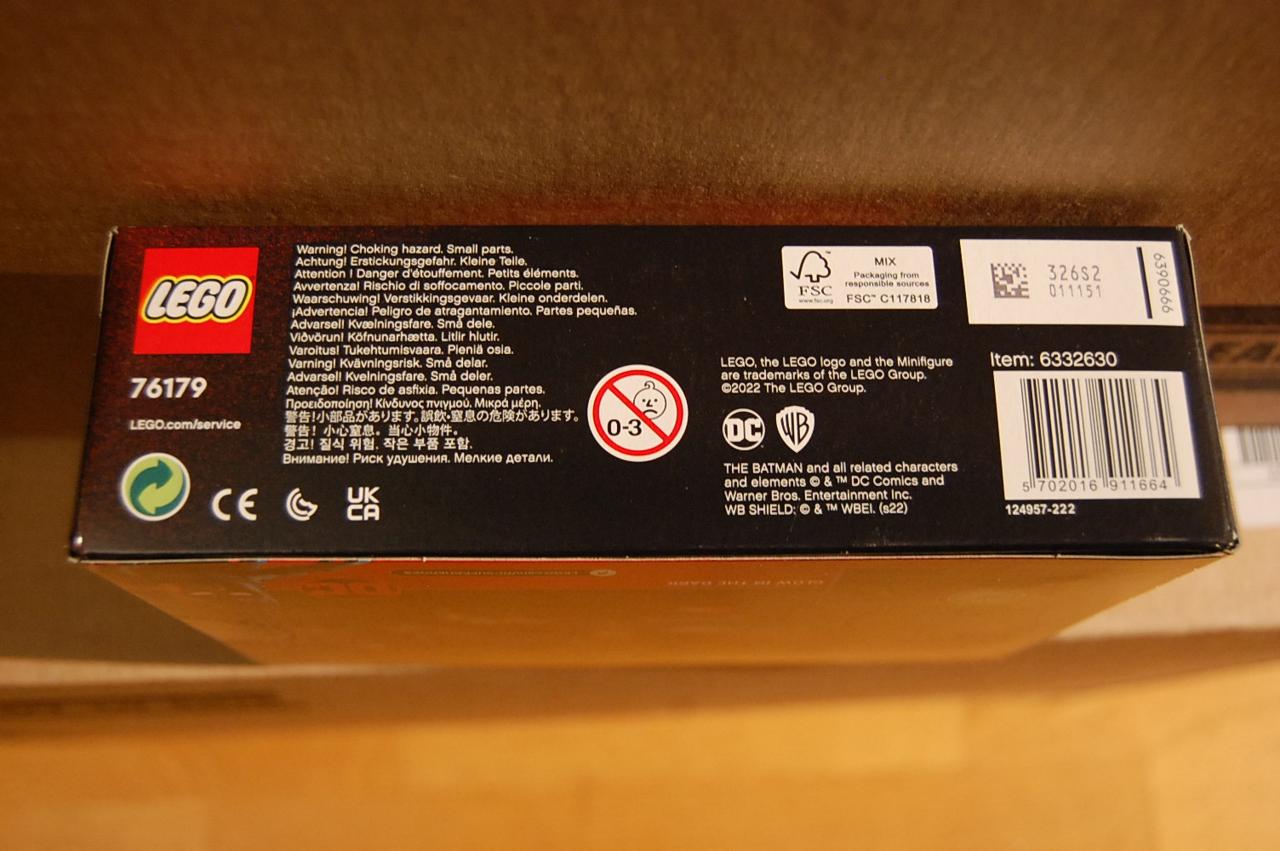 LEGO
76179
LEGO.com/service
CE
UK
CA
Warning! Choking hazard. Small parts.
Achtung! Erstickungsgefahr. Kleine Teile.
Attention ! Danger d'étouffement. Petits éléments.
Avvertenza! Rischio di soffocamento. Piccole parti.
Waarschuwing! Verstikkingsgevaar. Kleine onderdelen.
¡Advertencia! Peligro de atragantamiento. Partes pequeñas.
Advarsel! Kvælningsfare. Små dele.
Viðvörun! Köfnunarhætta. Litlir hlutir.
Varoitus! Tukehtumisvaara. Pieniä osia.
Varning! Kvävningsrisk. Små delar.
Advarsel! Kvelningsfare. Små deler.
Atenção! Risco de asfixia. Pequenas partes.
Προειδοποίηση! Κίνδυνος πνιγμού. Μικρά μέρη.
警告!小部品があります。誤飲・窒息の危険があります。
警告! 小心窒息。当心小物件。
경고! 질식 위험. 작은 부품 포함.
Внимание! Риск удушения. Мелкие детали.
0-3
FSC
www.fsc.org
MIX
Packaging from
responsible sources
FSC™ C117818
LEGO, the LEGO logo and the Minifigure
are trademarks of the LEGO Group.
©2022 The LEGO Group.
DC
WB
THE BATMAN and all related characters
and elements © & ™ DC Comics and
Warner Bros. Entertainment Inc.
WB SHIELD: © & ™ WBEI. (s22)
326S2
011151
6390666
Item: 6332630
5 702016 911664
124957-222
GLOW IN THE DARK